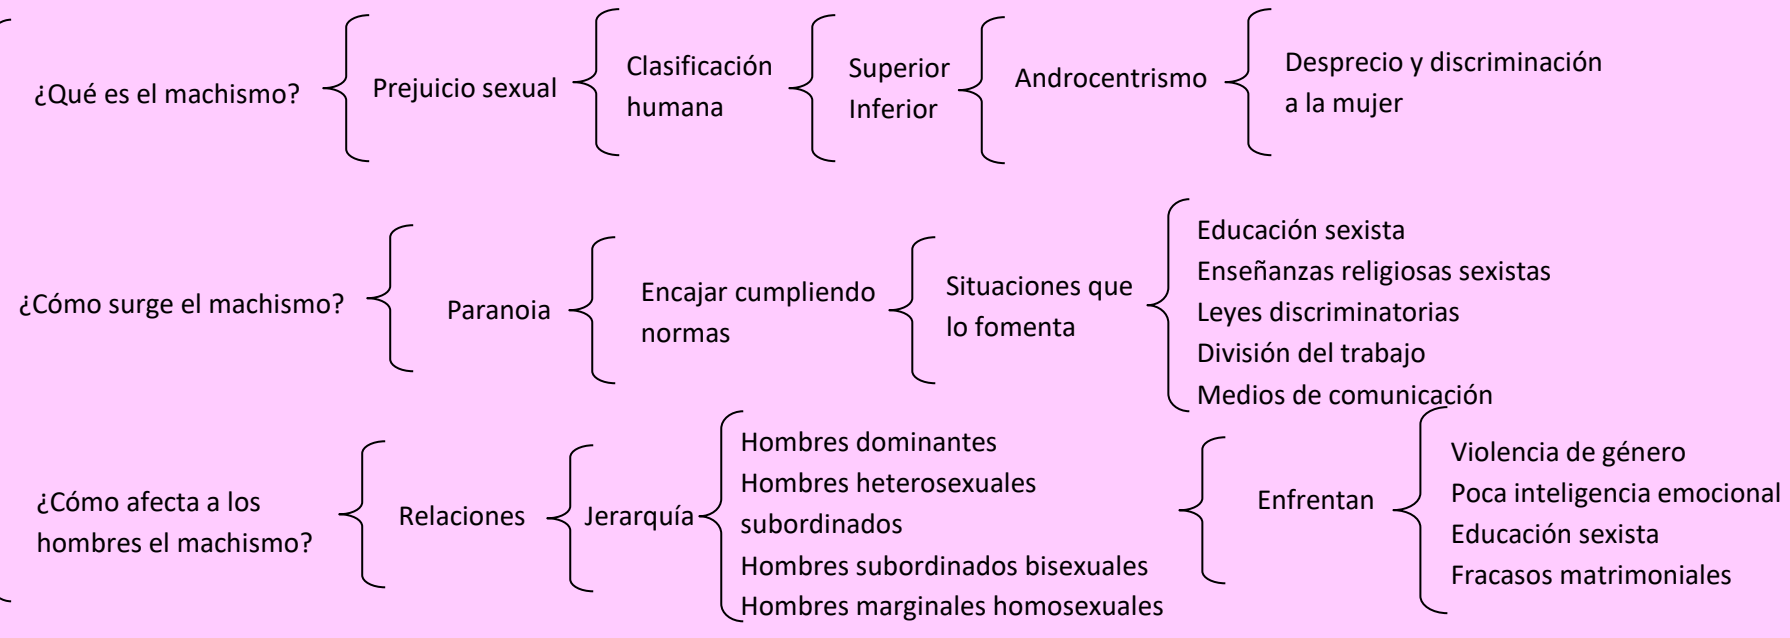 ¿Qué es el machismo?
Prejuicio sexual
Clasificación
humana
Superior
Inferior
Androcentrismo
Desprecio y discriminación
a la mujer
¿Cómo surge el machismo?
Paranoia
Encajar cumpliendo
normas
Situaciones que
lo fomenta
Educación sexista
Enseñanzas religiosas sexistas
Leyes discriminatorias
División del trabajo
Medios de comunicación
¿Cómo afecta a los
hombres el machismo?
Relaciones
Jerarquía
Hombres dominantes
Hombres heterosexuales
subordinados
Hombres subordinados bisexuales
Hombres marginales homosexuales
Enfrentan
Violencia de género
Poca inteligencia emocional
Educación sexista
Fracasos matrimoniales